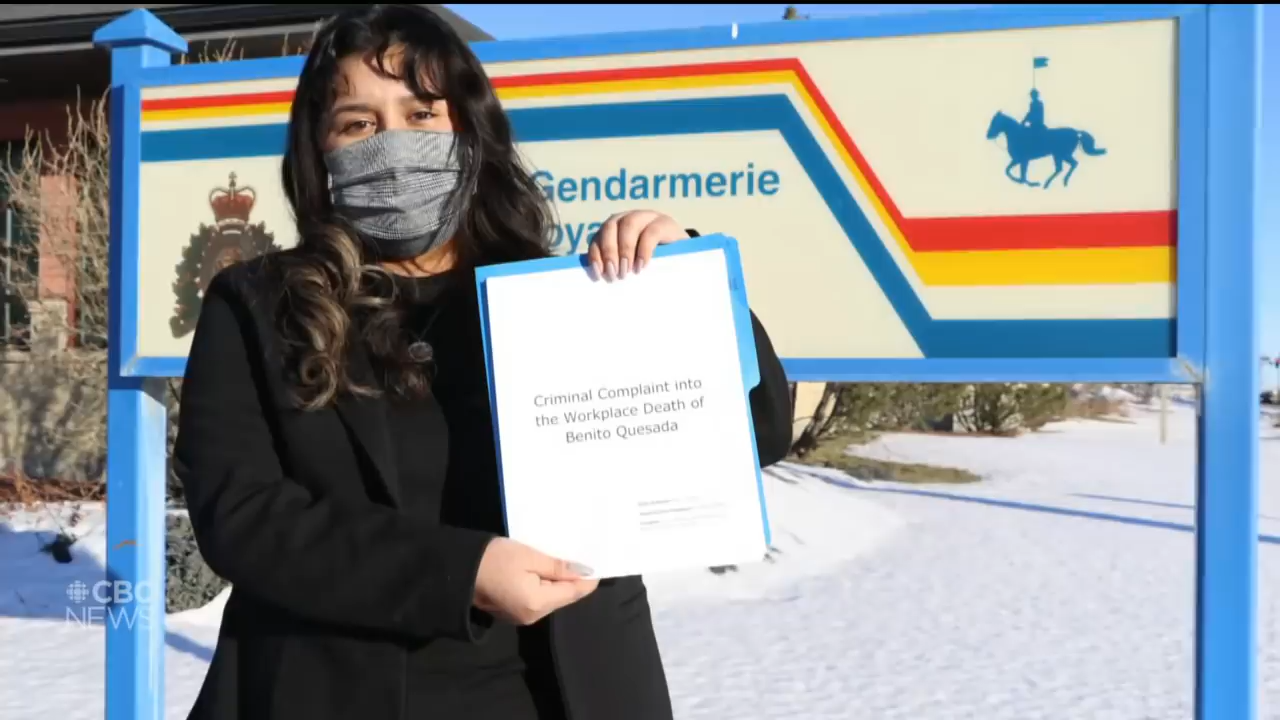 Gendarmerie
Criminal Complaint into
the Workplace Death of
Benito Quesada
CBC
NEWS